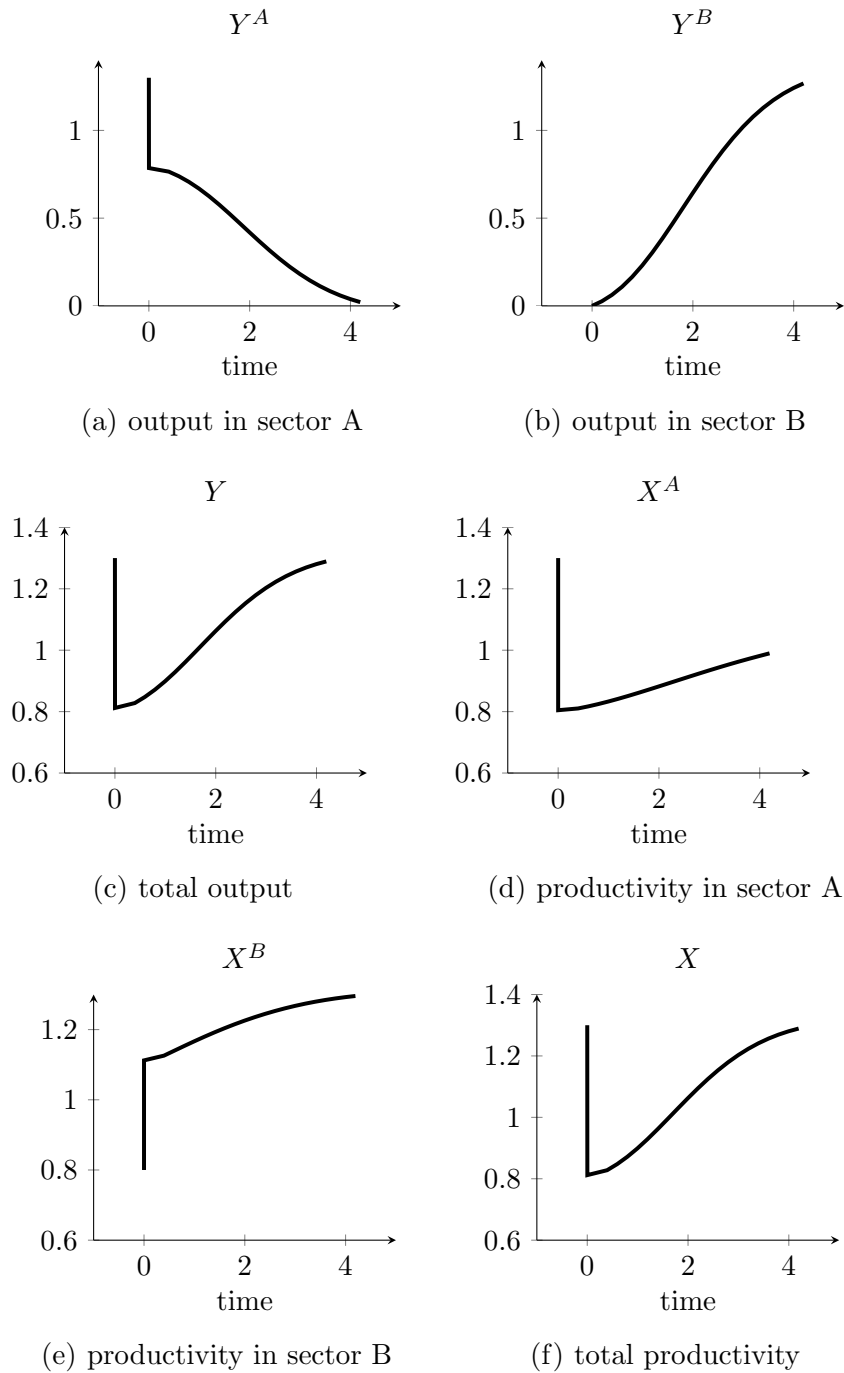 Y^A
Y^B
1
0.5
0
0 2 4
time
1
0.5
0
0 2 4
time
(a) output in sector A
(b) output in sector B
Y
X^A
1.4
1.2
1
0.8
0.6
0 2 4
time
1.4
1.2
1
0.8
0.6
0 2 4
time
(c) total output
(d) productivity in sector A
X^B
X
1.2
1
0.8
0.6
0 2 4
time
1.4
1.2
1
0.8
0.6
0 2 4
time
(e) productivity in sector B
(f) total productivity